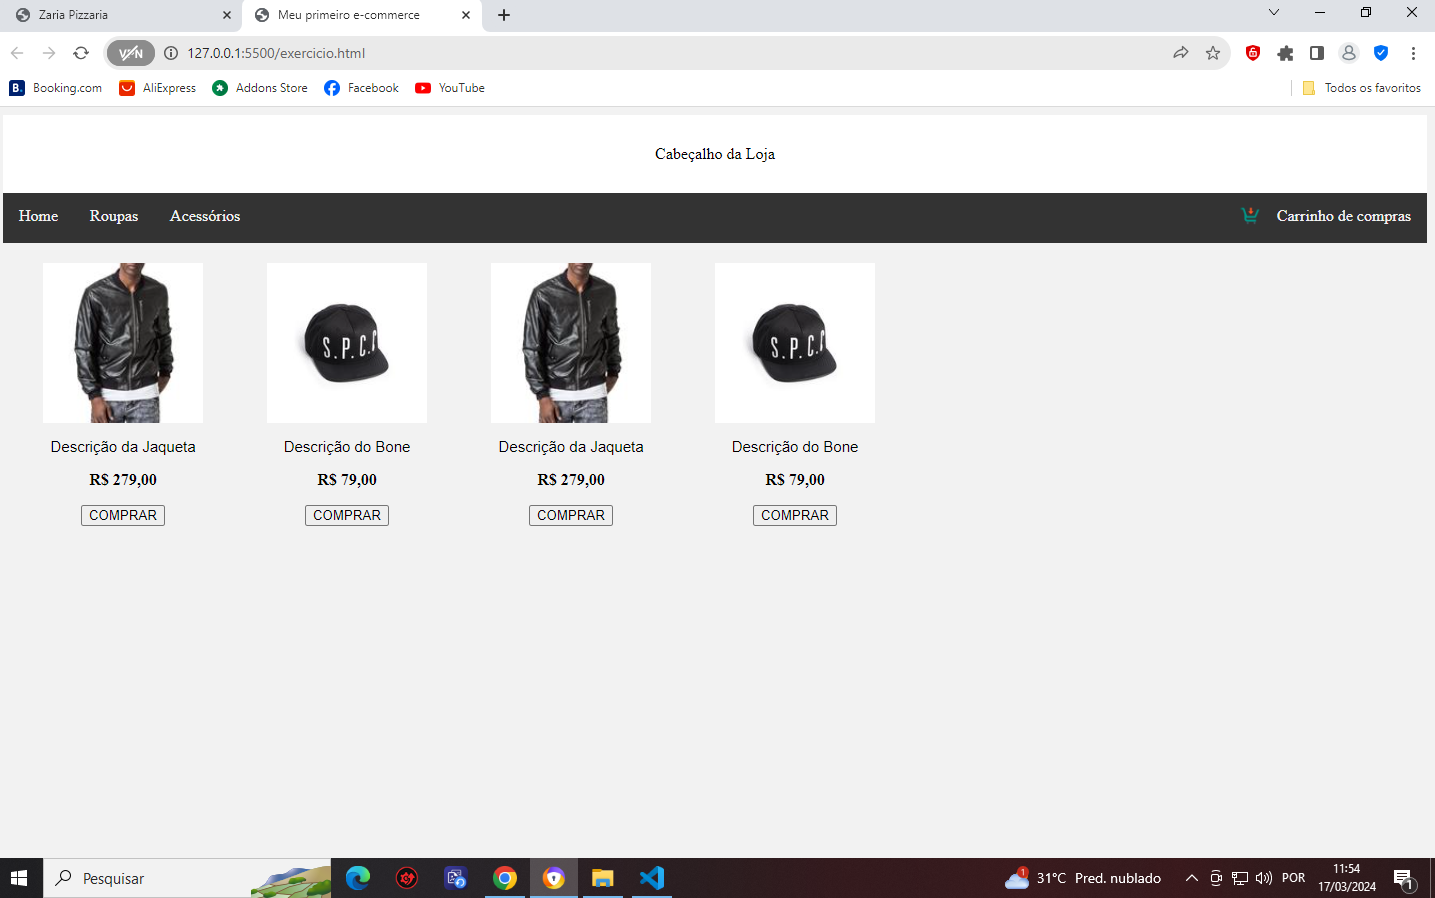 Zaria Pizzaria
Meu primeiro e-commerce
VPN
127.0.0.1:5500/exercicio.html
B.
Booking.com
AliExpress
Addons Store
Facebook
YouTube
Todos os favoritos
Cabeçalho da Loja
Home
Roupas
Acessórios
Carrinho de compras
S.P.C.C
S.P.C.C
Descrição da Jaqueta
Descrição do Bone
Descrição da Jaqueta
Descrição do Bone
R$ 279,00
R$ 79,00
R$ 279,00
R$ 79,00
COMPRAR
COMPRAR
COMPRAR
COMPRAR
Pesquisar
1
31°C Pred. nublado
POR
11:54
17/03/2024
1